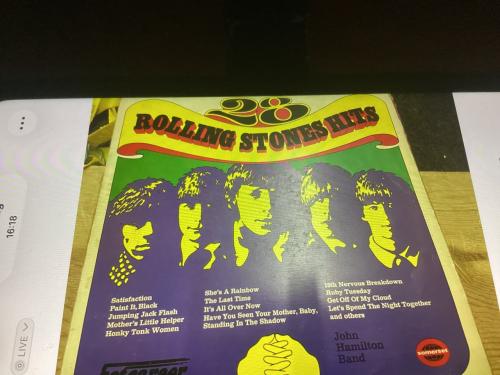 28
ROLLING STONES HITS
Satisfaction
Paint It, Black
Jumping Jack Flash
Mother's Little Helper
Honky Tonk Women
She's A Rainbow
The Last Time
It's All Over Now
Have You Seen Your Mother, Baby,
Standing In The Shadow
19th Nervous Breakdown
Ruby Tuesday
Get Off Of My Cloud
Let's Spend The Night Together
and others
John
Hamilton
Band
somerset
16:18
LIVE